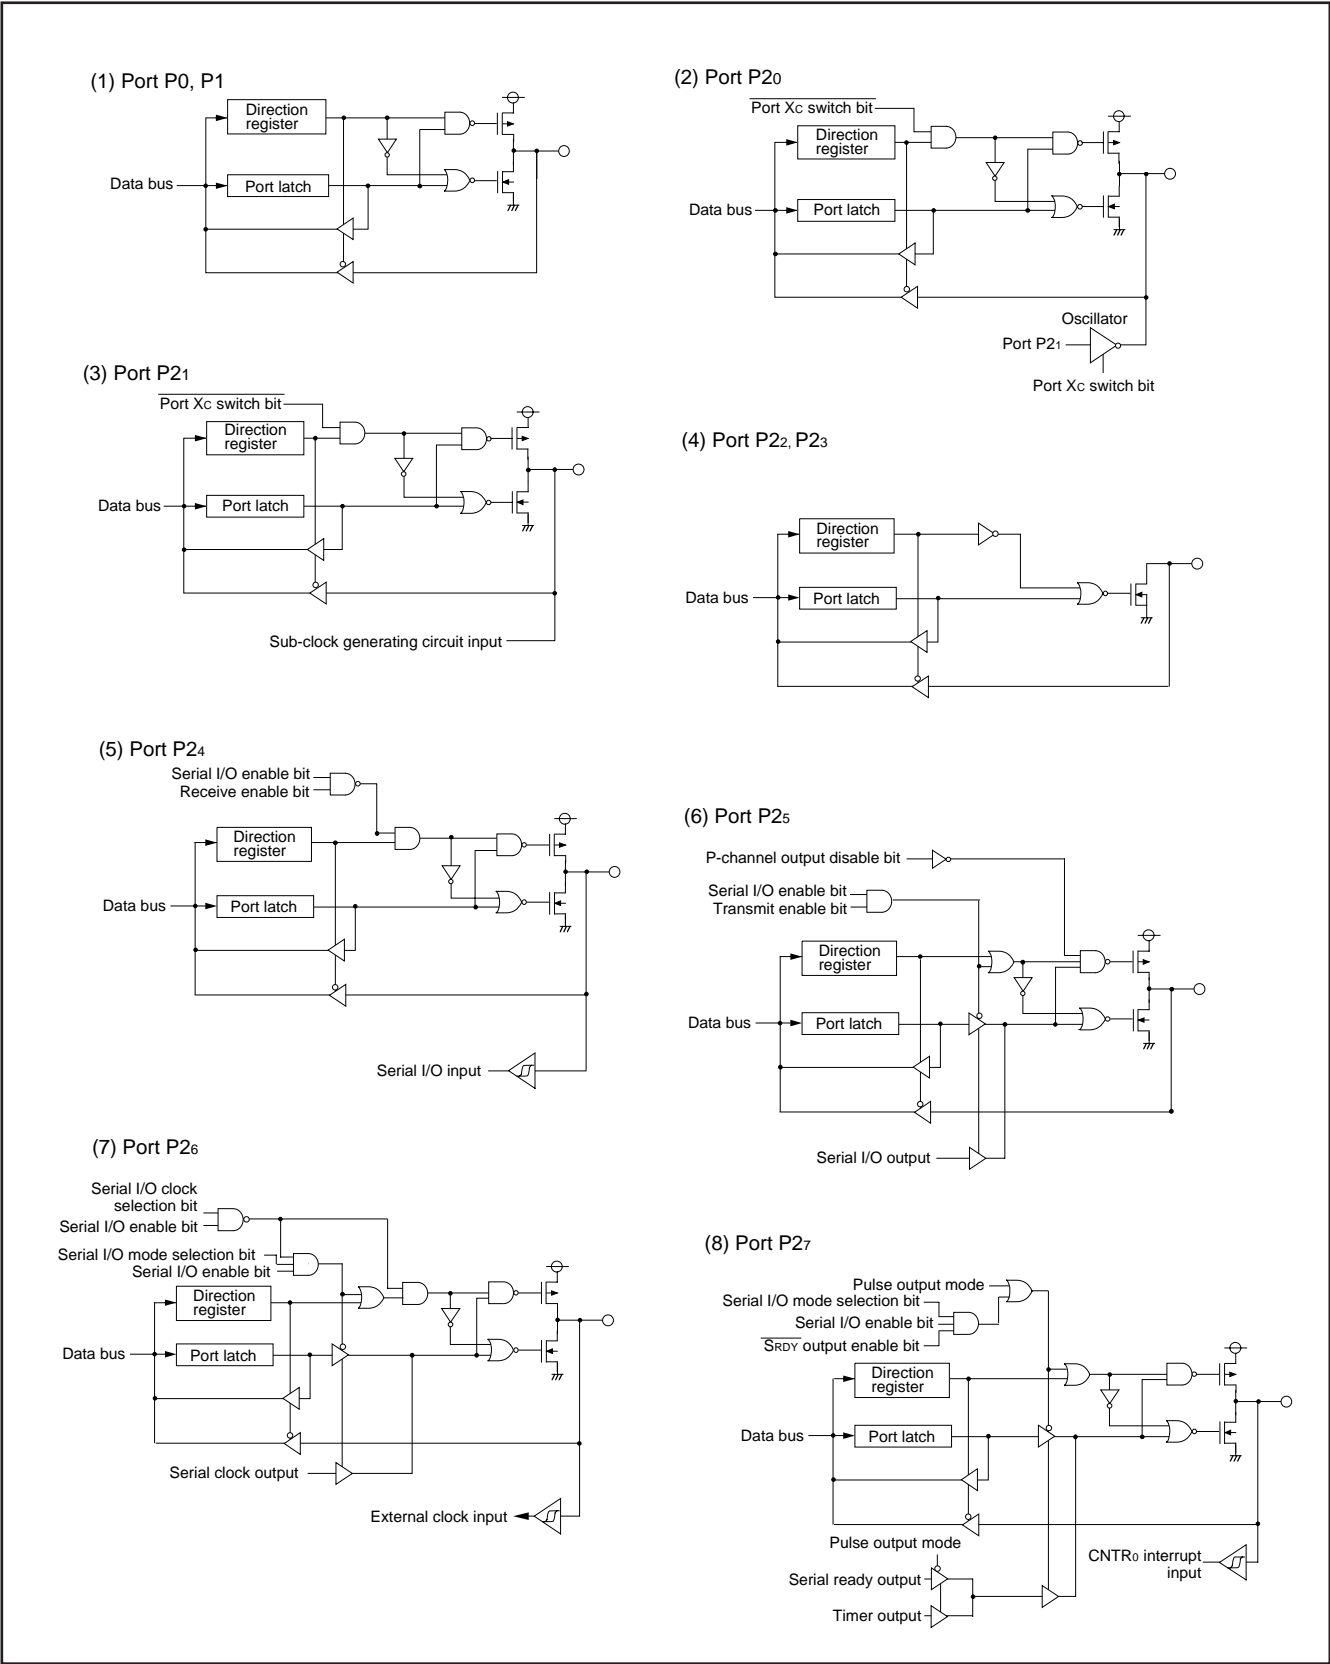 (1) Port P0, P1
Direction
register
Data bus
Port latch
(2) Port P20
Port XC switch bit
Direction
register
Data bus
Port latch
Oscillator
Port P21
Port XC switch bit
(3) Port P21
Port XC switch bit
Direction
register
Data bus
Port latch
Sub-clock generating circuit input
(4) Port P22, P23
Direction
register
Data bus
Port latch
(5) Port P24
Serial I/O enable bit
Receive enable bit
Direction
register
Data bus
Port latch
Serial I/O input
(6) Port P25
P-channel output disable bit
Serial I/O enable bit
Transmit enable bit
Direction
register
Data bus
Port latch
Serial I/O output
(7) Port P26
Serial I/O clock
selection bit
Serial I/O enable bit
Serial I/O mode selection bit
Serial I/O enable bit
Direction
register
Data bus
Port latch
Serial clock output
External clock input
(8) Port P27
Pulse output mode
Serial I/O mode selection bit
Serial I/O enable bit
SRDY output enable bit
Direction
register
Data bus
Port latch
Pulse output mode
Serial ready output
Timer output
CNTR0 interrupt
input